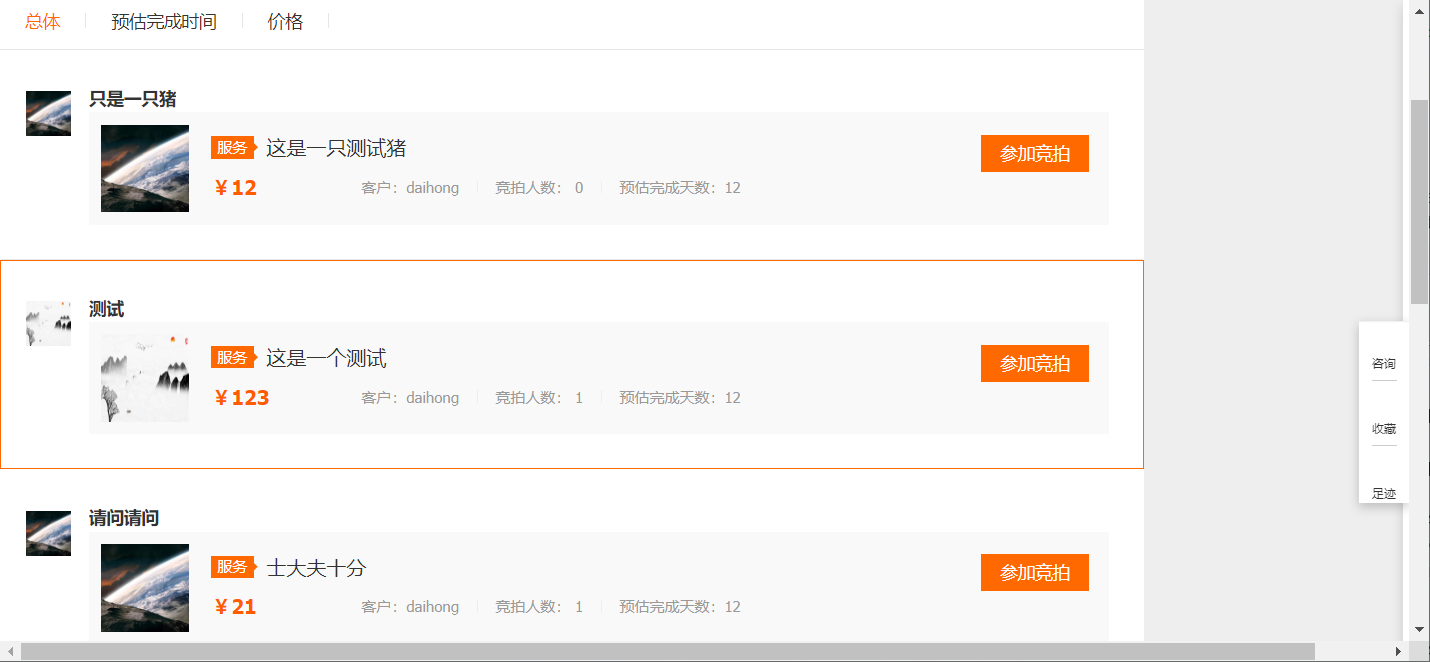 总体 预估完成时间 价格
只是一只猪
服务 这是一只测试猪 参加竞拍
¥12 客户：daihong 竞拍人数： 0 预估完成天数：12
测试
服务 这是一个测试 参加竞拍
¥123 客户：daihong 竞拍人数： 1 预估完成天数：12
请问请问
服务 士大夫十分 参加竞拍
¥21 客户：daihong 竞拍人数： 1 预估完成天数：12
咨询
收藏
足迹